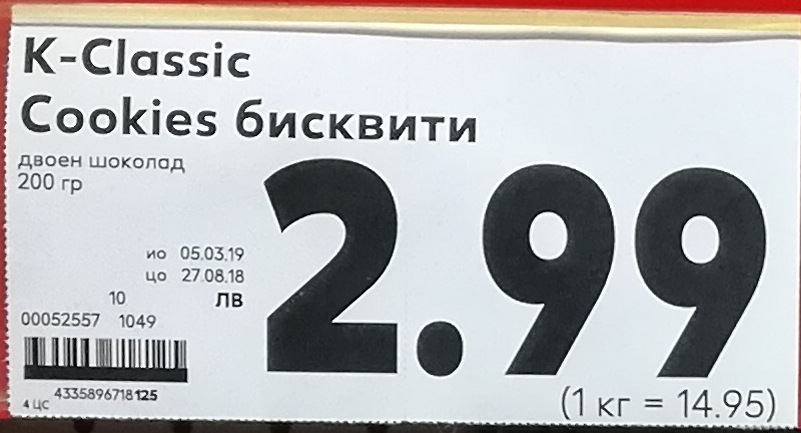 K-Classic
Cookies бисквити
двоен шоколад
200 гр
2.99
ио 05.03.19
цо 27.08.18
10 ЛВ
00052557 1049
4335896718125
4 ЦС
(1 кг = 14.95)